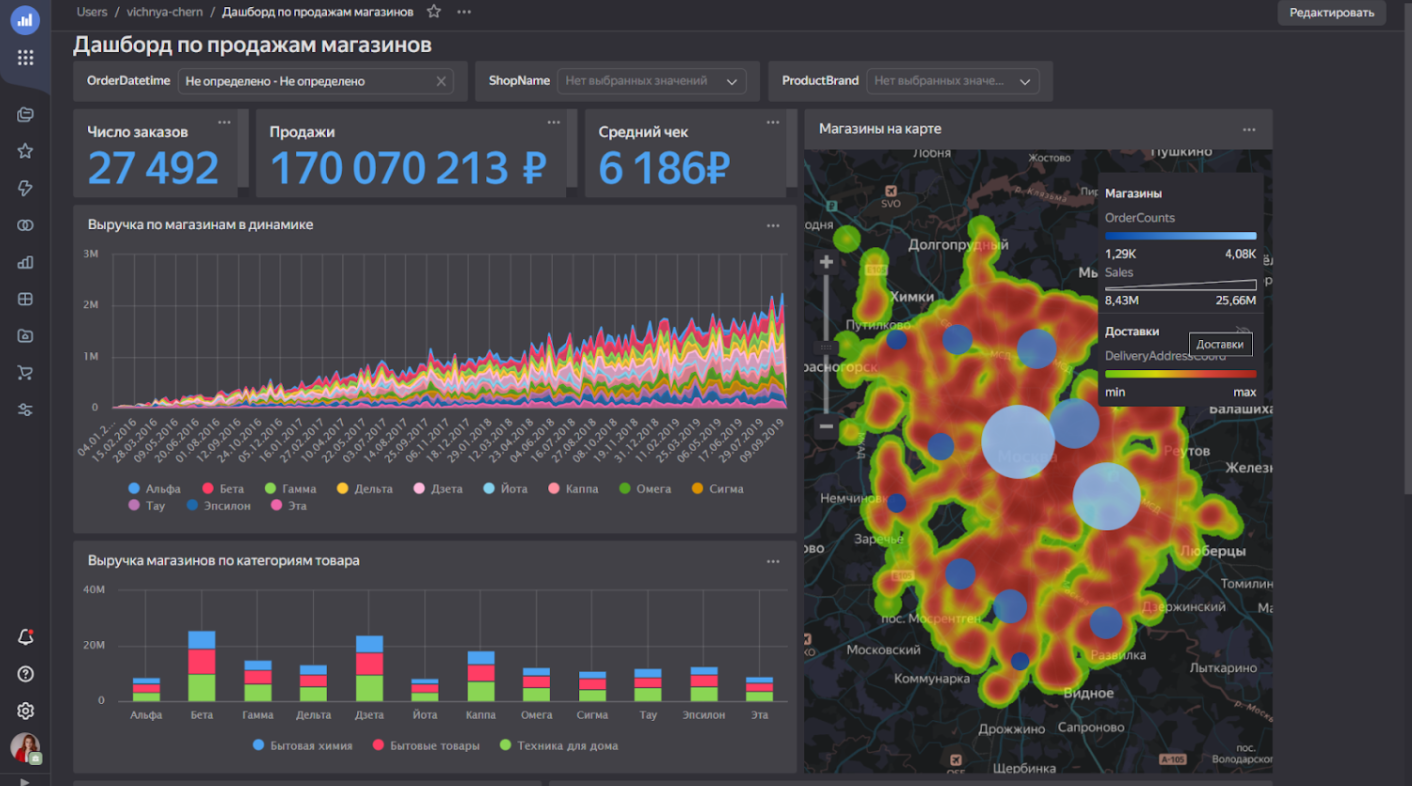 Users / vichnya-chern / Дашборд по продажам магазинов
Редактировать
Дашборд по продажам магазинов
OrderDatetime Не определено - Не определено
ShopName Нет выбранных значений
ProductBrand Нет выбранных значе...
Число заказов
27 492
Продажи
170 070 213 ₽
Средний чек
6 186₽
Выручка по магазинам в динамике
3M
2M
1M
0
04.01.2... 15.02.2016 28.03.2016 09.05.2016 20.06.2016 01.08.2016 12.09.2016 24.10.2016 05.12.2016 16.01.2017 27.02.2017 10.04.2017 22.05.2017 03.07.2017 14.08.2017 25.09.2017 06.11.2017 18.12.2017 29.01.2018 12.03.2018 23.04.2018 04.06.2018 16.07.2018 27.08.2018 08.10.2018 19.11.2018 31.12.2018 11.02.2019 25.03.2019 06.05.2019 17.06.2019 29.07.2019 09.09.2019
Альфа Бета Гамма Дельта Дзета Йота Каппа Омега Сигма
Тау Эпсилон Эта
Выручка магазинов по категориям товара
40M
20M
0
Альфа Бета Гамма Дельта Дзета Йота Каппа Омега Сигма Тау Эпсилон Эта
Бытовая химия Бытовые товары Техника для дома
Магазины на карте
Лобня
Жостово
Пушкино
р. Клязьма
SVO
Долгопрудный
Химки
Путилково
Магазины
OrderCounts
1,29K 4,08K
Sales
8,43M 25,66M
Доставки
Доставки
min max
Балашиха
Москва
Реутов
Железн
Немчиновк
Заречье
Люберцы
Томилин
Дзержинский
пос. Мосрентген
Московский
Развилка
Лыткарино
Коммунарка
Видное
р. Москва
Дрожжино
Сапроново
пос.
Володарског
A-105
Щербинка